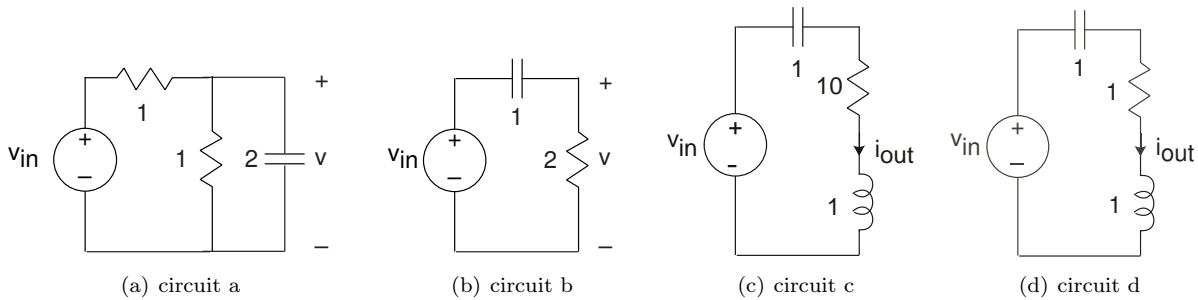 v_in + − 1 1 2 + v −
(a) circuit a
v_in + − 1 2 + v −
(b) circuit b
v_in + - 1 10 i_out 1
(c) circuit c
v_in + − 1 1 i_out 1
(d) circuit d